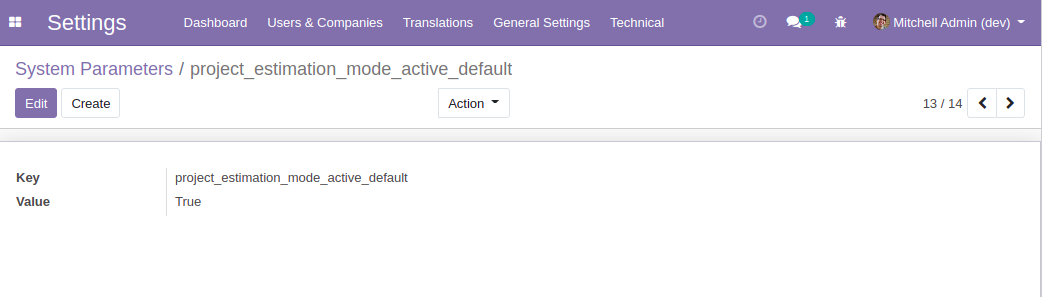 Settings Dashboard Users & Companies Translations General Settings Technical 1 Mitchell Admin (dev)
System Parameters / project_estimation_mode_active_default
Edit Create Action 13 / 14
Key project_estimation_mode_active_default
Value True